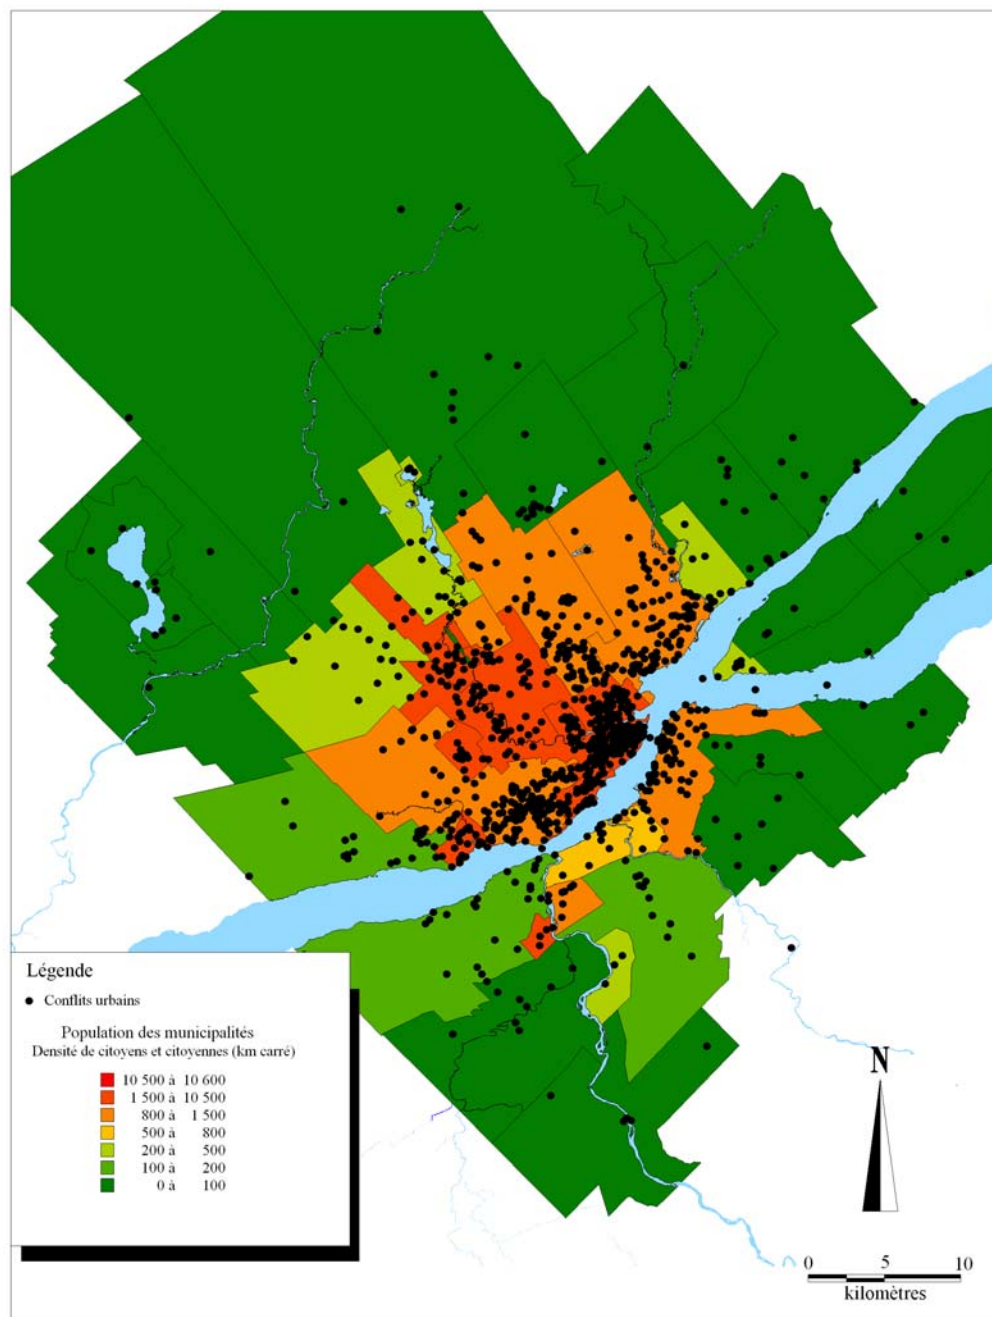 Légende
Conflits urbains
Population des municipalités
Densité de citoyens et citoyennes (km carré)
10 500 à 10 600
1 500 à 10 500
800 à 1 500
500 à 800
200 à 500
100 à 200
0 à 100
N
0 5 10
kilomètres